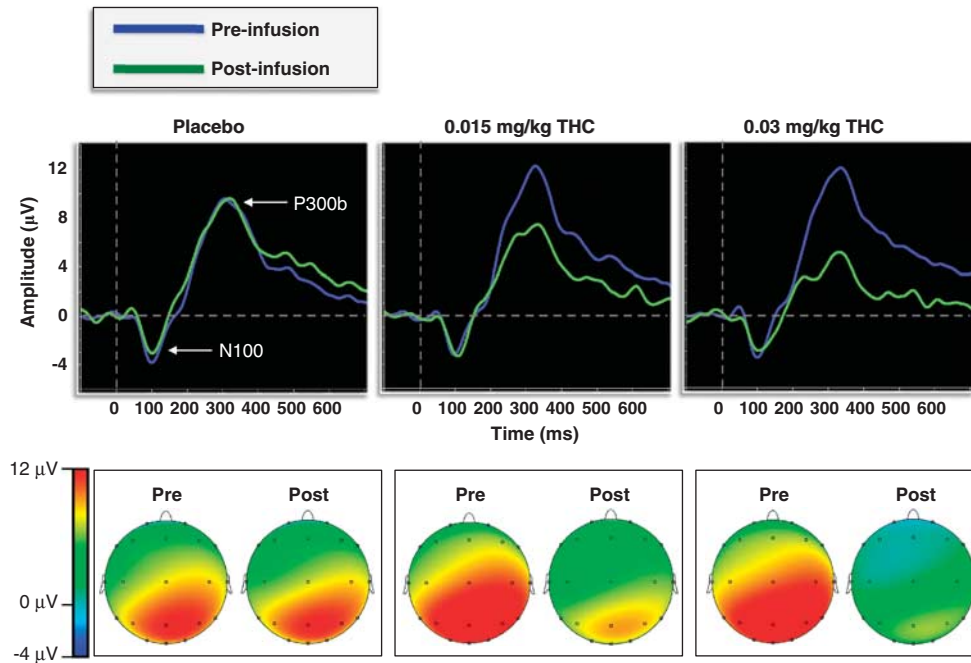 Pre-infusion
Post-infusion
Placebo
0.015 mg/kg THC
0.03 mg/kg THC
12
8
4
0
-4
Amplitude (μV)
P300b
N100
0 100 200 300 400 500 600
0 100 200 300 400 500 600
0 100 200 300 400 500 600
Time (ms)
12 μV
0 μV
-4 μV
Pre Post
Pre Post
Pre Post